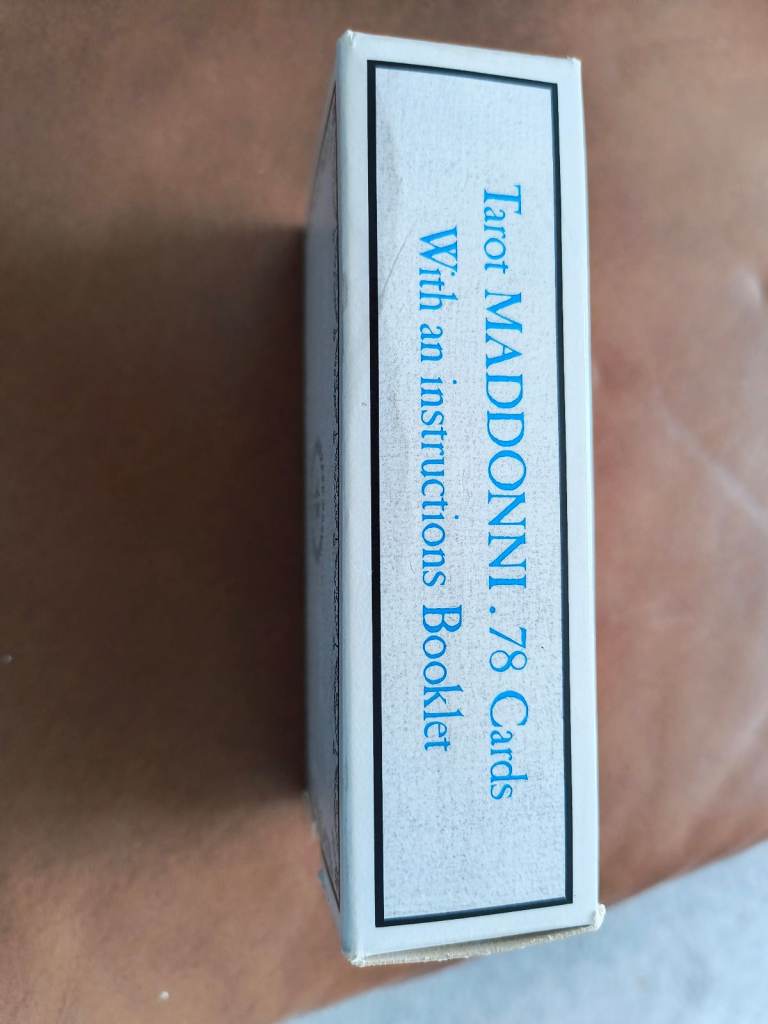 Tarot MADDONNI . 78 Cards
With an instructions Booklet